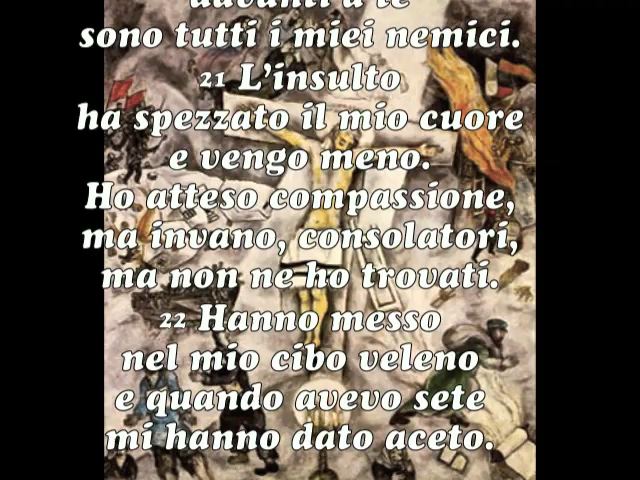 davanti a te
sono tutti i miei nemici.
21 L'insulto
ha spezzato il mio cuore
e vengo meno.
Ho atteso compassione,
ma invano, consolatori,
ma non ne ho trovati.
22 Hanno messo
nel mio cibo veleno
e quando avevo sete
mi hanno dato aceto.